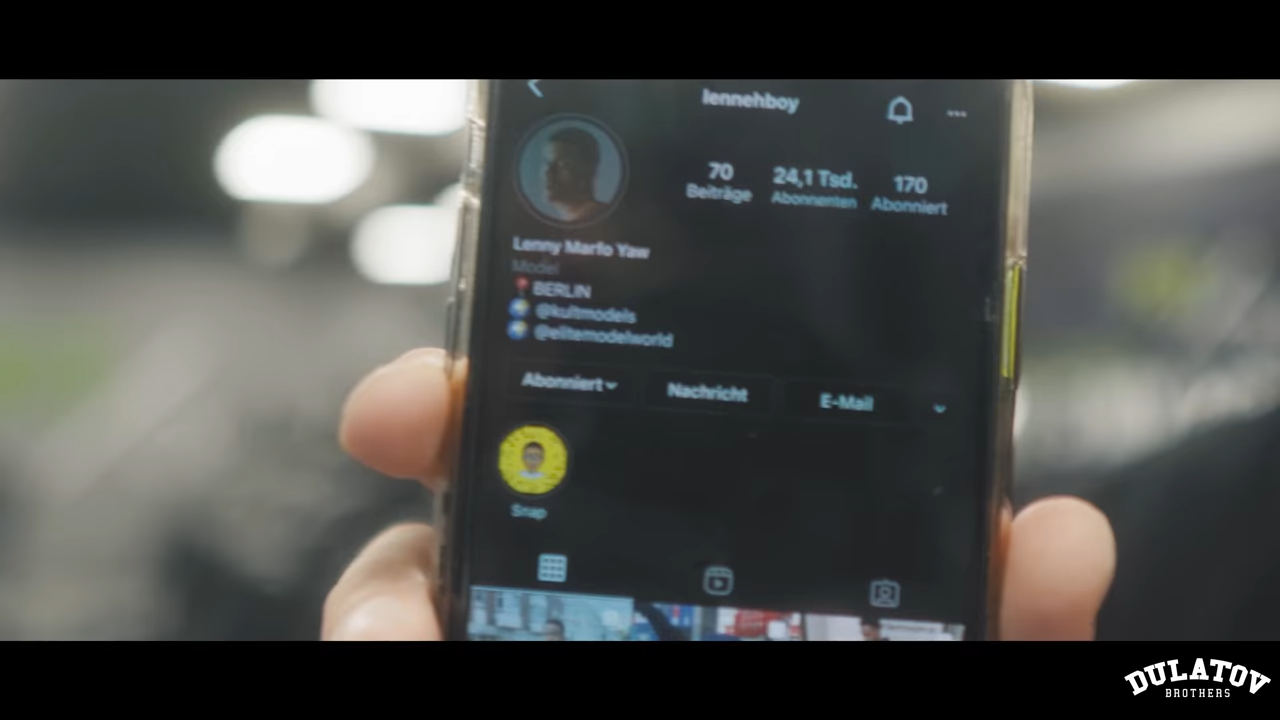 lennehboy
70 24,1 Tsd. 170
Beiträge Abonnenten Abonniert
Lenny Marfo Yaw
Model
BERLIN
@kultmodels
@elitemodelworld
Abonniert Nachricht E-Mail
Snap
DULATOV
BROTHERS